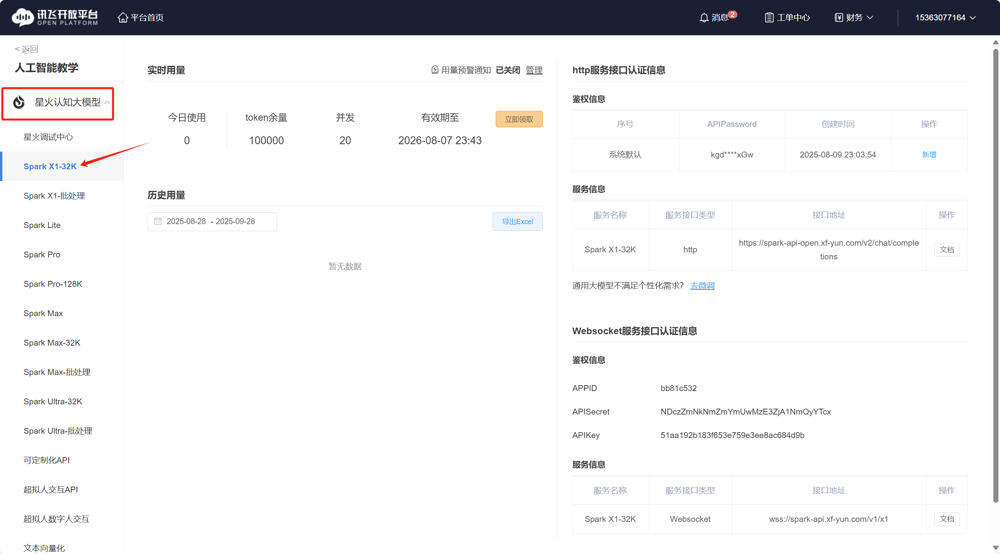 讯飞开放平台
OPEN PLATFORM
平台首页
消息 2
工单中心
财务
15363077164
< 返回
人工智能教学
星火认知大模型
星火调试中心
Spark X1-32K
Spark X1-批处理
Spark Lite
Spark Pro
Spark Pro-128K
Spark Max
Spark Max-32K
Spark Max-批处理
Spark Ultra-32K
Spark Ultra-批处理
可定制化API
超拟人交互API
超拟人数字人交互
文本向量化
实时用量
用量预警通知 已关闭 管理
今日使用 token余量 并发 有效期至
0 100000 20 2026-08-07 23:43
立即领取
历史用量
2025-08-28 - 2025-09-28
导出Excel
暂无数据
http服务接口认证信息
鉴权信息
序号 APIPassword 创建时间 操作
系统默认 kgd****xGw 2025-08-09 23:03:54 新增
服务信息
服务名称 服务接口类型 接口地址 操作
Spark X1-32K http https://spark-api-open.xf-yun.com/v2/chat/comple
tions 文档
通用大模型不满足个性化需求? 去微调
Websocket服务接口认证信息
鉴权信息
APPID bb81c532
APISecret NDczZmNkNmZmYmUwMzE3ZjA1NmQyYTcx
APIKey 51aa192b183f653e759e3ee8ac684d9b
服务信息
服务名称 服务接口类型 接口地址 操作
Spark X1-32K Websocket wss://spark-api.xf-yun.com/v1/x1 文档